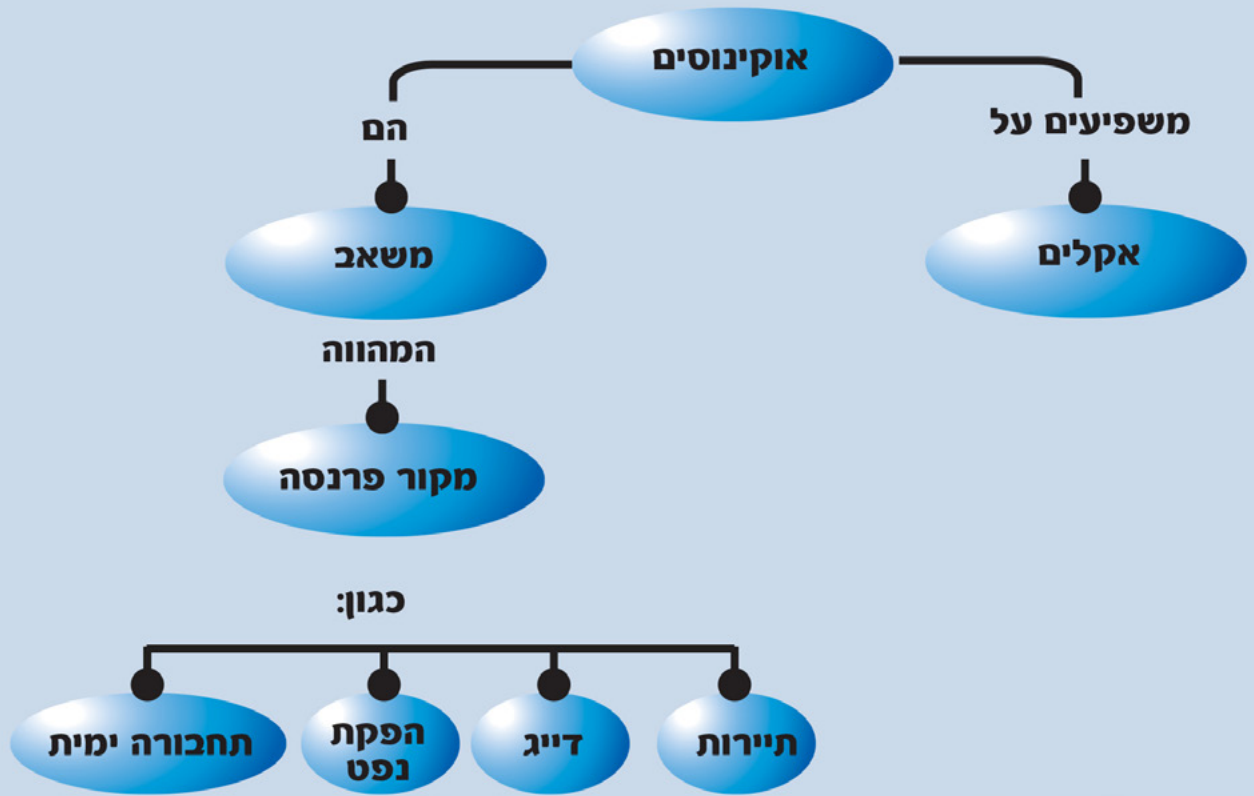 אוקינוסים
משפיעים על
הם
אקלים
משאב
המהווה
מקור פרנסה
כגון:
תיירות
דייג
הפקת
נפט
תחבורה ימית